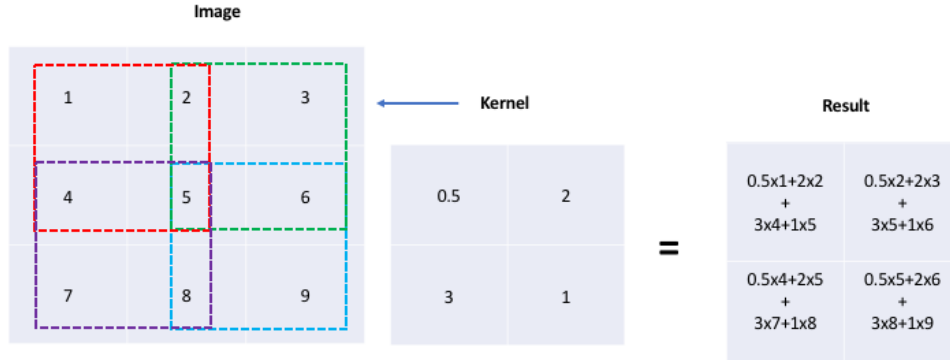 Image
1 2 3
4 5 6
7 8 9
Kernel
0.5 2
3 1
=
Result
0.5x1+2x2
+
3x4+1x5
0.5x2+2x3
+
3x5+1x6
0.5x4+2x5
+
3x7+1x8
0.5x5+2x6
+
3x8+1x9